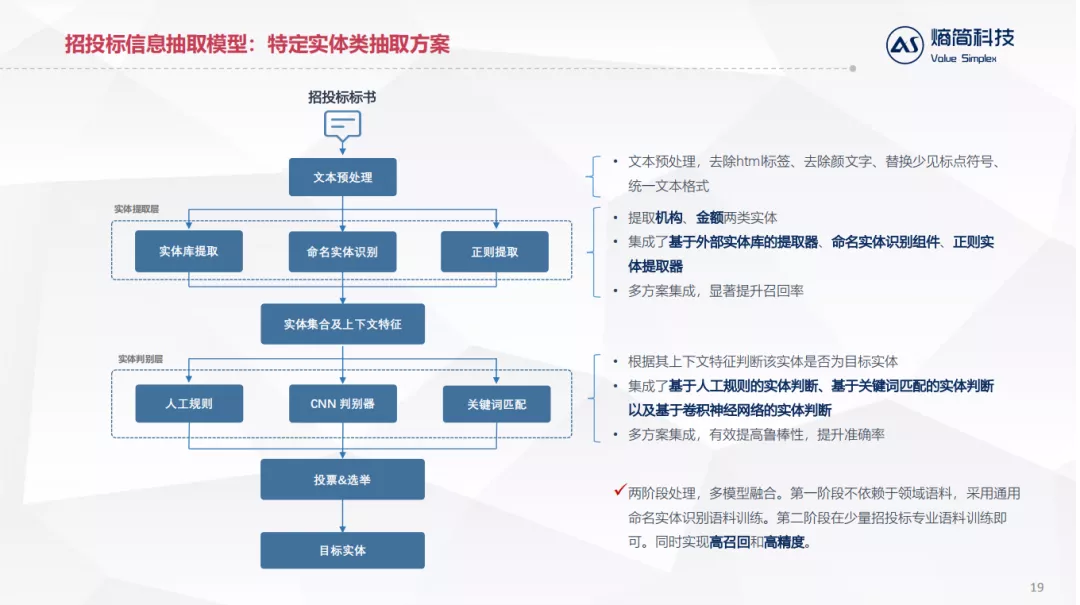 招投标信息抽取模型：特定实体类抽取方案
熵简科技
Value Simplex
招投标标书
文本预处理
实体提取层
实体库提取
命名实体识别
正则提取
实体集合及上下文特征
实体判别层
人工规则
CNN 判别器
关键词匹配
投票&选举
目标实体
• 文本预处理，去除html标签、去除颜文字、替换少见标点符号、
统一文本格式
• 提取机构、金额两类实体
• 集成了基于外部实体库的提取器、命名实体识别组件、正则实
体提取器
• 多方案集成，显著提升召回率
• 根据其上下文特征判断该实体是否为目标实体
• 集成了基于人工规则的实体判断、基于关键词匹配的实体判断
以及基于卷积神经网络的实体判断
• 多方案集成，有效提高鲁棒性，提升准确率
✓两阶段处理，多模型融合。第一阶段不依赖于领域语料，采用通用
命名实体识别语料训练。第二阶段在少量招投标专业语料训练即
可。同时实现高召回和高精度。
19